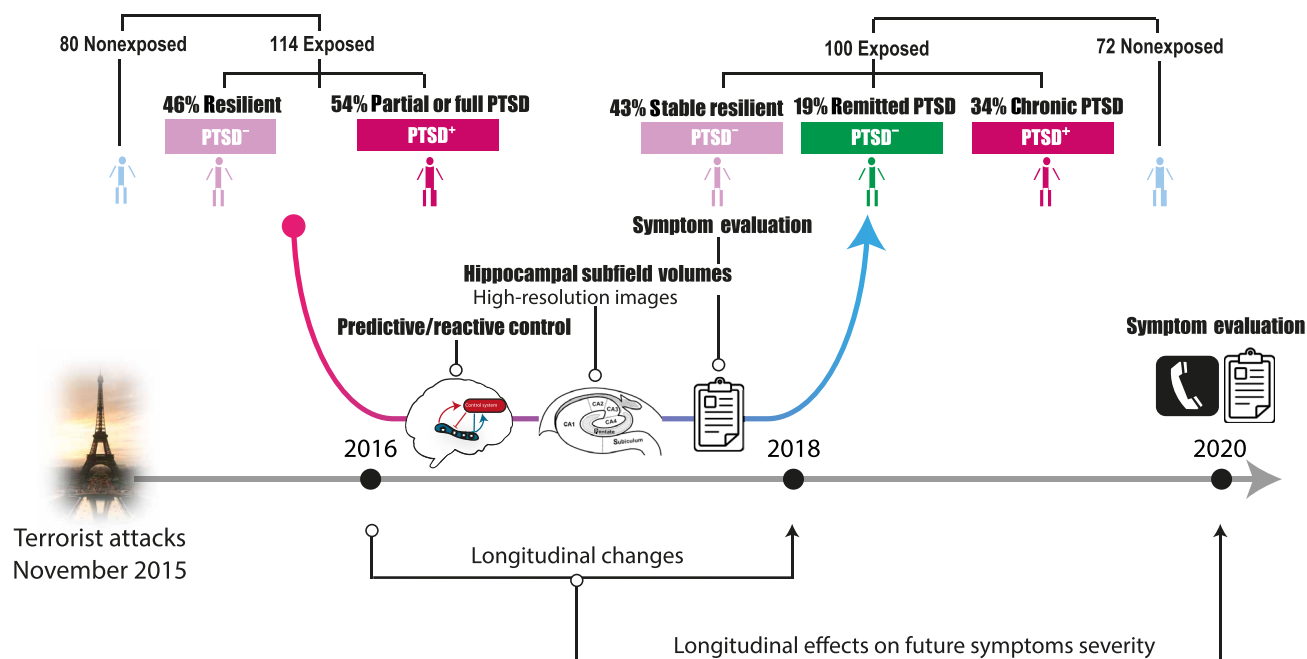 80 Nonexposed
114 Exposed
46% Resilient
54% Partial or full PTSD
PTSD⁻
PTSD⁺
100 Exposed
72 Nonexposed
43% Stable resilient
19% Remitted PTSD
34% Chronic PTSD
PTSD⁻
PTSD⁻
PTSD⁺
Symptom evaluation
Hippocampal subfield volumes
High-resolution images
Predictive/reactive control
Symptom evaluation
Control system
CA1
CA2
CA3
CA4
Dentate
Subiculum
2016
2018
2020
Terrorist attacks
November 2015
Longitudinal changes
Longitudinal effects on future symptoms severity